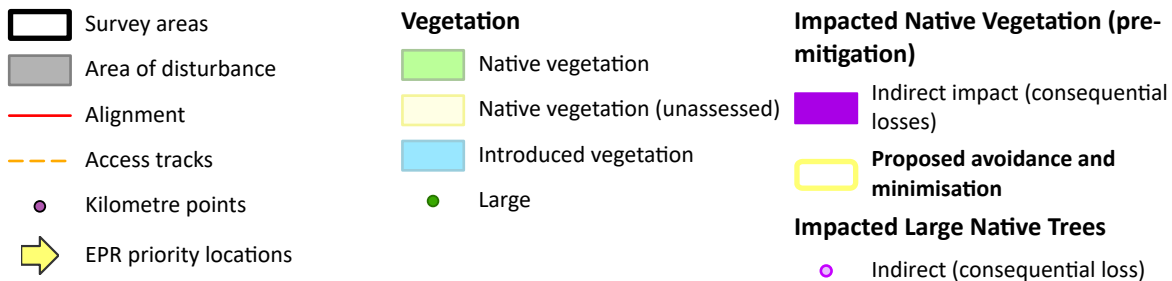 Survey areas
Area of disturbance
Alignment
Access tracks
Kilometre points
EPR priority locations
Vegetation
Native vegetation
Native vegetation (unassessed)
Introduced vegetation
Large
Impacted Native Vegetation (pre-
mitigation)
Indirect impact (consequential
losses)
Proposed avoidance and
minimisation
Impacted Large Native Trees
Indirect (consequential loss)